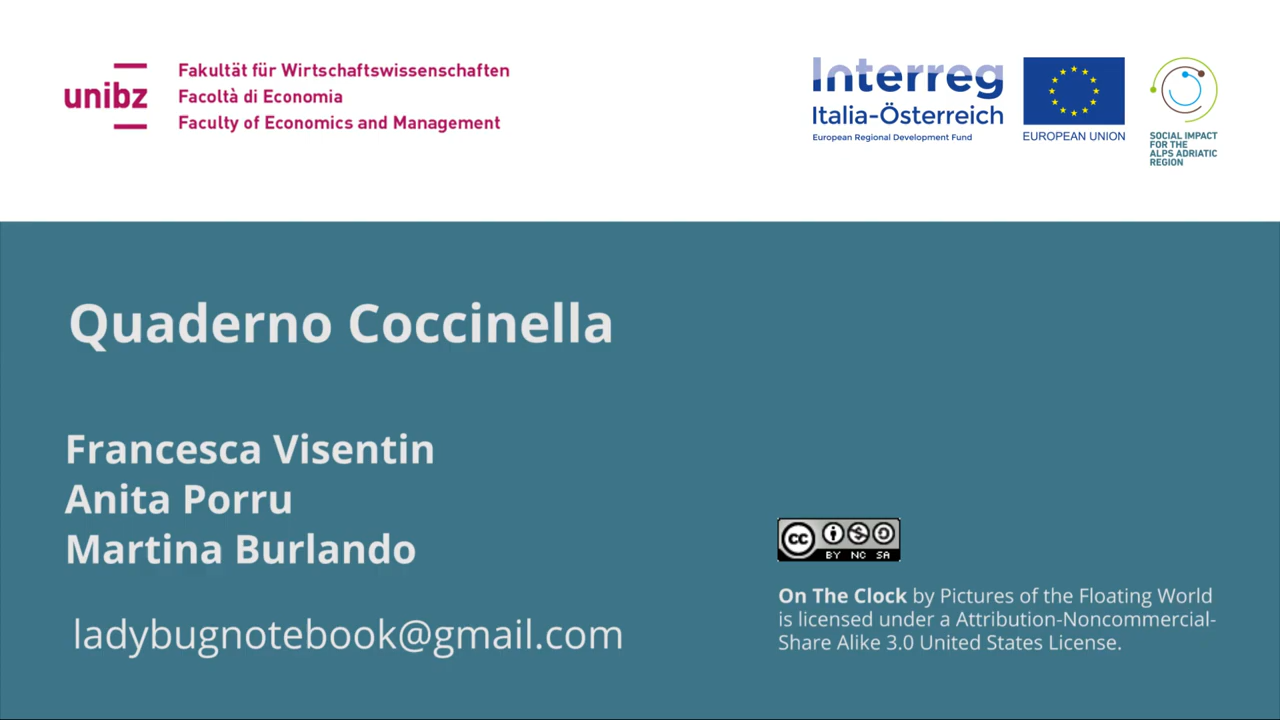 unibz
Fakultät für Wirtschaftswissenschaften
Facoltà di Economia
Faculty of Economics and Management
Interreg
Italia-Österreich
European Regional Development Fund
EUROPEAN UNION
SOCIAL IMPACT
FOR THE
ALPS ADRIATIC
REGION
Quaderno Coccinella
Francesca Visentin
Anita Porru
Martina Burlando
ladybugnotebook@gmail.com
cc
BY NC SA
On The Clock by Pictures of the Floating World
is licensed under a Attribution-Noncommercial-
Share Alike 3.0 United States License.